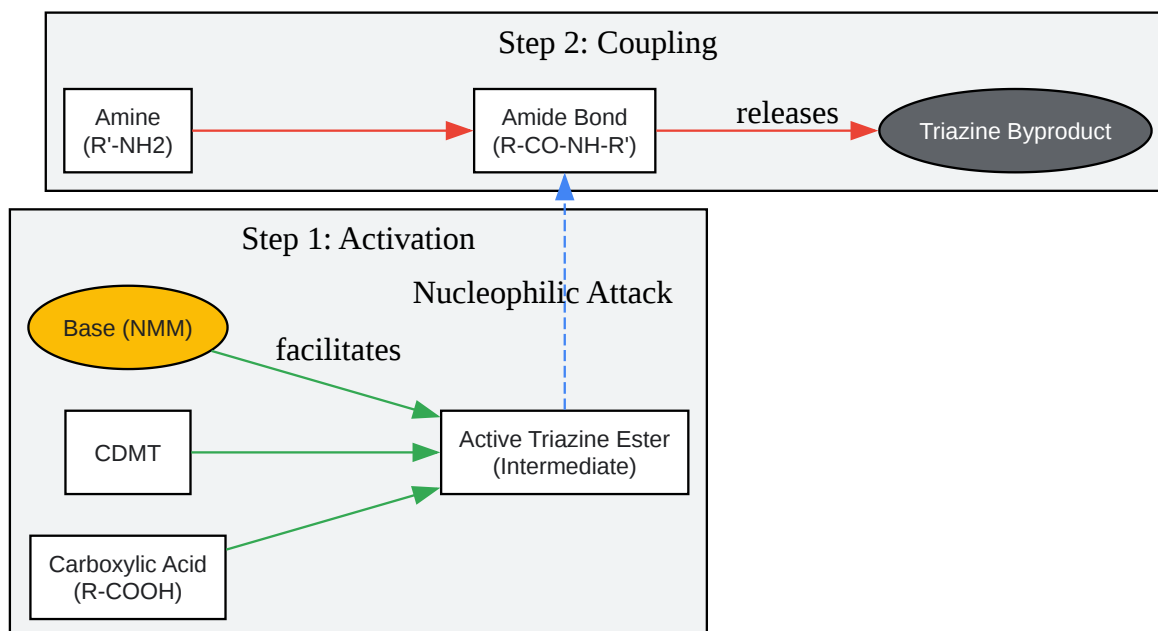 Step 2: Coupling
Amine
(R'-NH2)
Amide Bond
(R-CO-NH-R')
releases
Triazine Byproduct
Step 1: Activation
Nucleophilic Attack
Base (NMM)
facilitates
CDMT
Active Triazine Ester
(Intermediate)
Carboxylic Acid
(R-COOH)